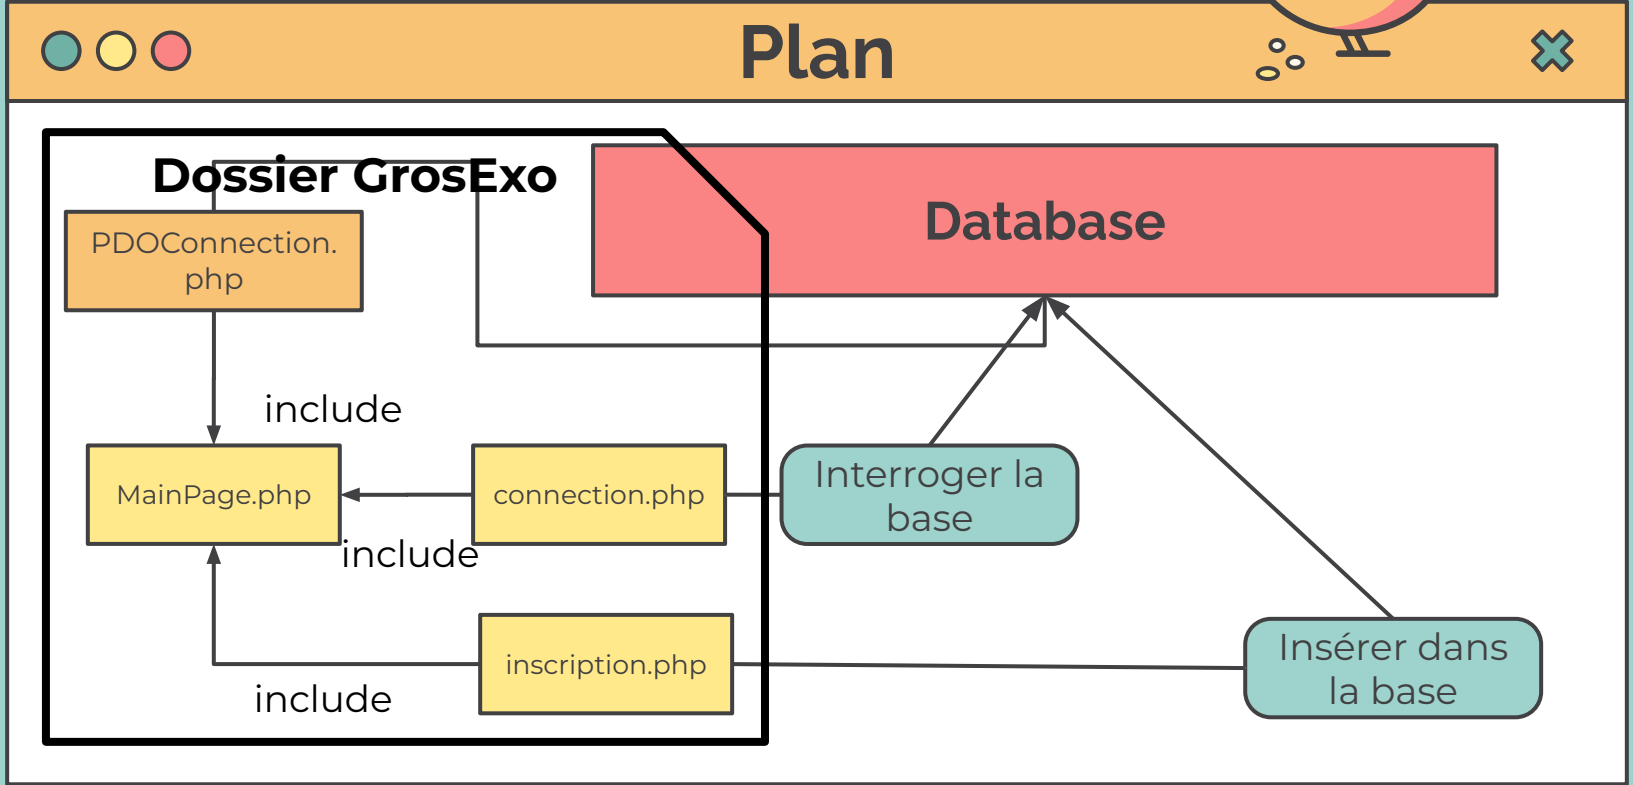 Plan
Dossier GrosExo
Database
PDOConnection.
php
include
MainPage.php
connection.php
Interroger la
base
include
inscription.php
Insérer dans
la base
include